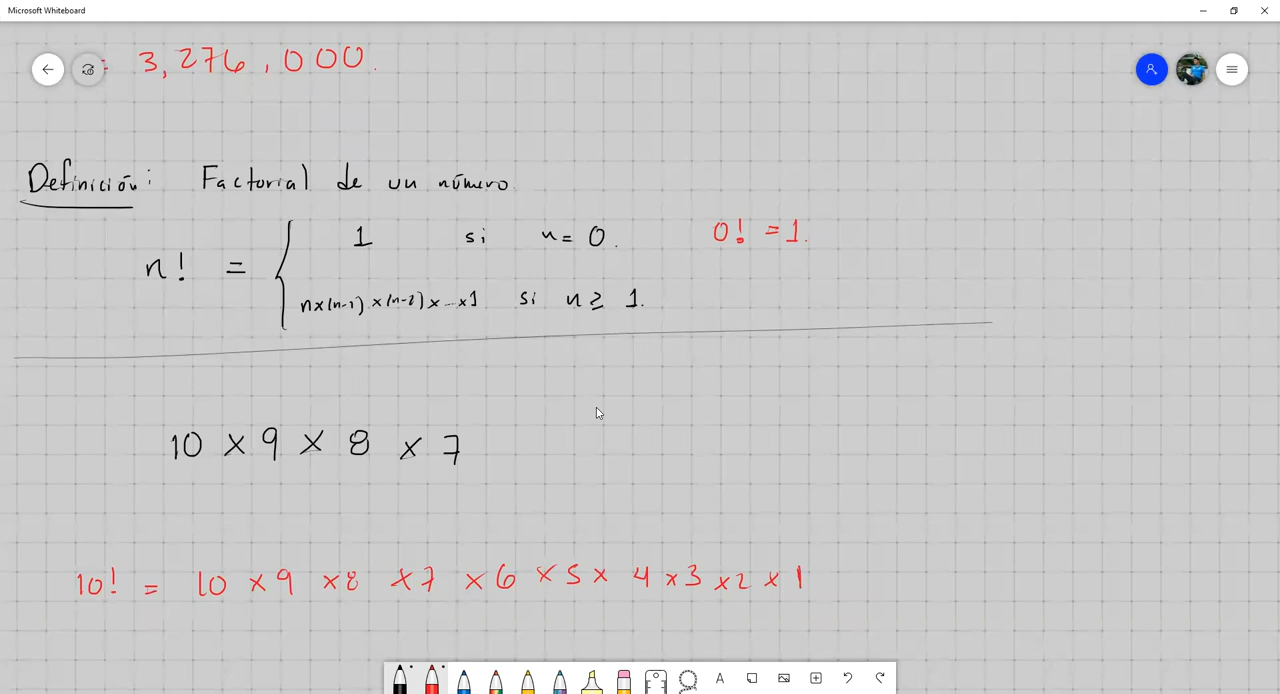 Microsoft Whiteboard
= 3,276,000.
Definición: Factorial de un número
1 si n = 0. 0! = 1.
n! =
n×(n-1)×(n-2)×...×1 si n ≥ 1.
10 × 9 × 8 × 7
10! = 10 × 9 × 8 × 7 × 6 × 5 × 4 × 3 × 2 × 1
A